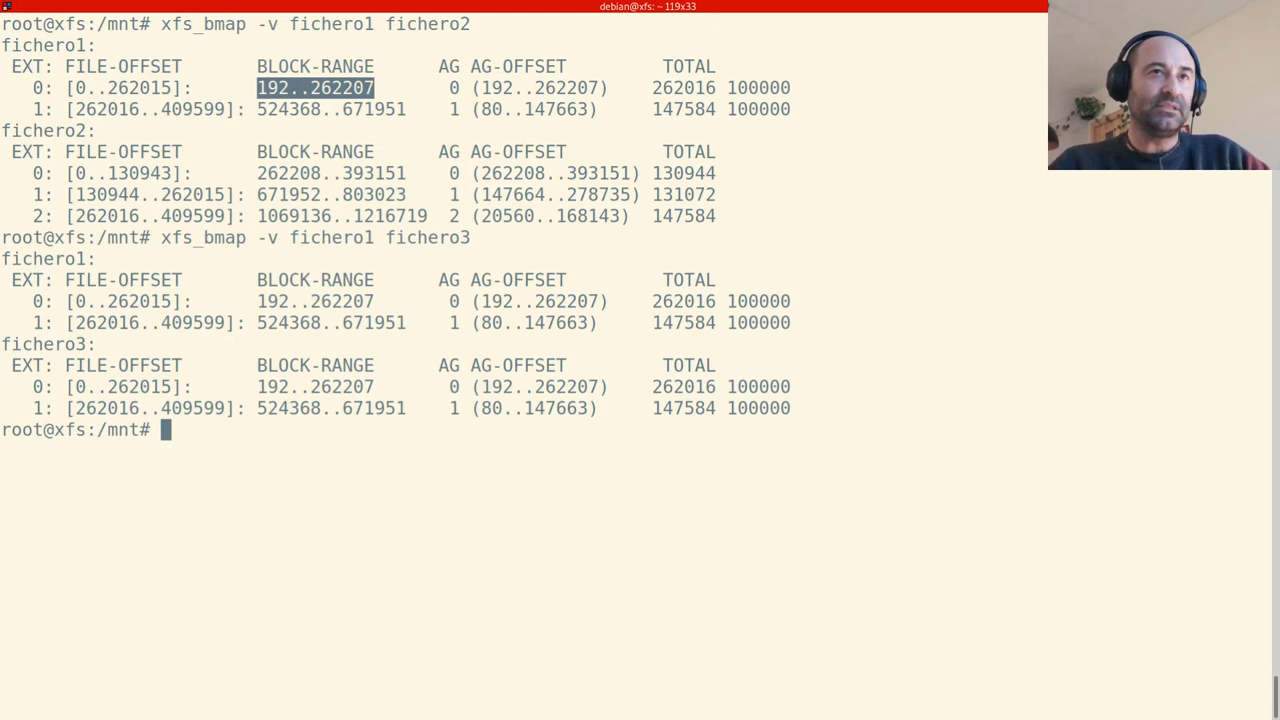 debian@xfs: ~ 119x33
root@xfs:/mnt# xfs_bmap -v fichero1 fichero2
fichero1:
 EXT: FILE-OFFSET       BLOCK-RANGE      AG AG-OFFSET         TOTAL
   0: [0..262015]:      192..262207       0 (192..262207)    262016 100000
   1: [262016..409599]: 524368..671951    1 (80..147663)     147584 100000
fichero2:
 EXT: FILE-OFFSET       BLOCK-RANGE      AG AG-OFFSET         TOTAL
   0: [0..130943]:      262208..393151    0 (262208..393151) 130944
   1: [130944..262015]: 671952..803023    1 (147664..278735) 131072
   2: [262016..409599]: 1069136..1216719  2 (20560..168143)  147584
root@xfs:/mnt# xfs_bmap -v fichero1 fichero3
fichero1:
 EXT: FILE-OFFSET       BLOCK-RANGE      AG AG-OFFSET         TOTAL
   0: [0..262015]:      192..262207       0 (192..262207)    262016 100000
   1: [262016..409599]: 524368..671951    1 (80..147663)     147584 100000
fichero3:
 EXT: FILE-OFFSET       BLOCK-RANGE      AG AG-OFFSET         TOTAL
   0: [0..262015]:      192..262207       0 (192..262207)    262016 100000
   1: [262016..409599]: 524368..671951    1 (80..147663)     147584 100000
root@xfs:/mnt#